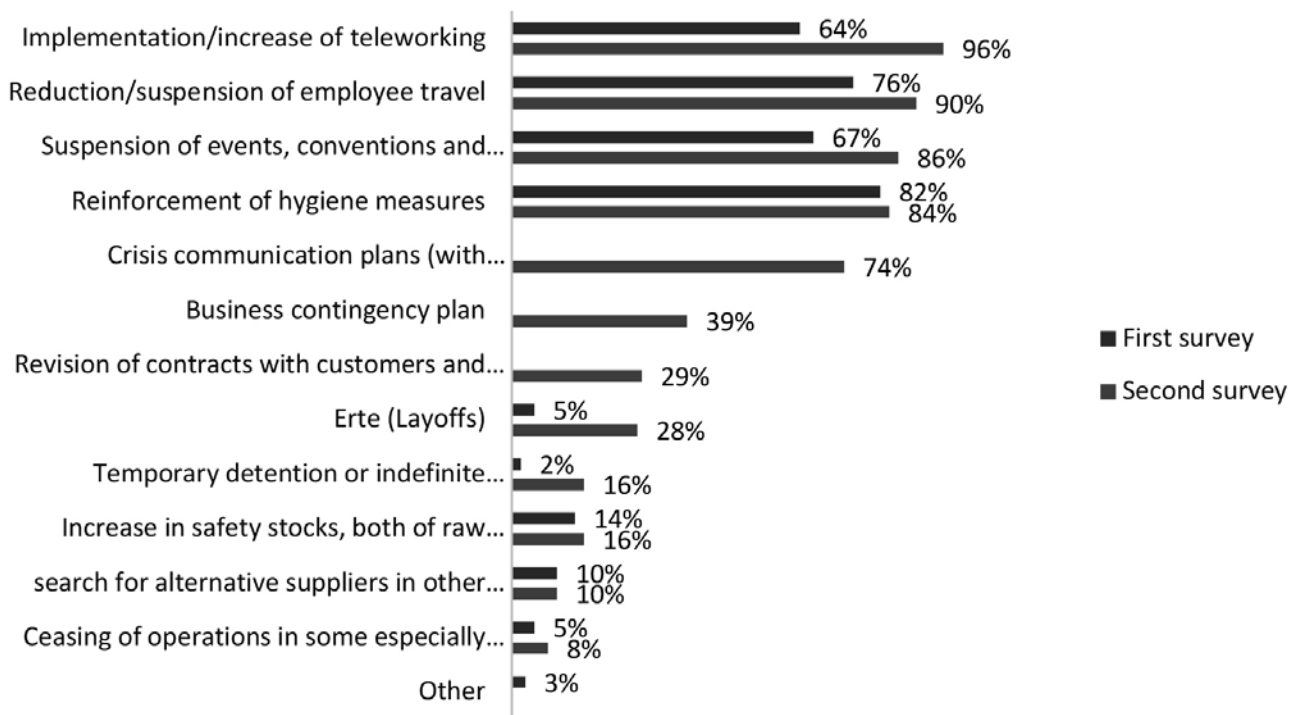 Implementation/increase of teleworking
64%
96%
Reduction/suspension of employee travel
76%
90%
Suspension of events, conventions and...
67%
86%
Reinforcement of hygiene measures
82%
84%
Crisis communication plans (with...
74%
Business contingency plan
39%
Revision of contracts with customers and...
29%
Erte (Layoffs)
5%
28%
Temporary detention or indefinite...
2%
16%
Increase in safety stocks, both of raw...
14%
16%
search for alternative suppliers in other...
10%
10%
Ceasing of operations in some especially...
5%
8%
Other
3%
First survey
Second survey